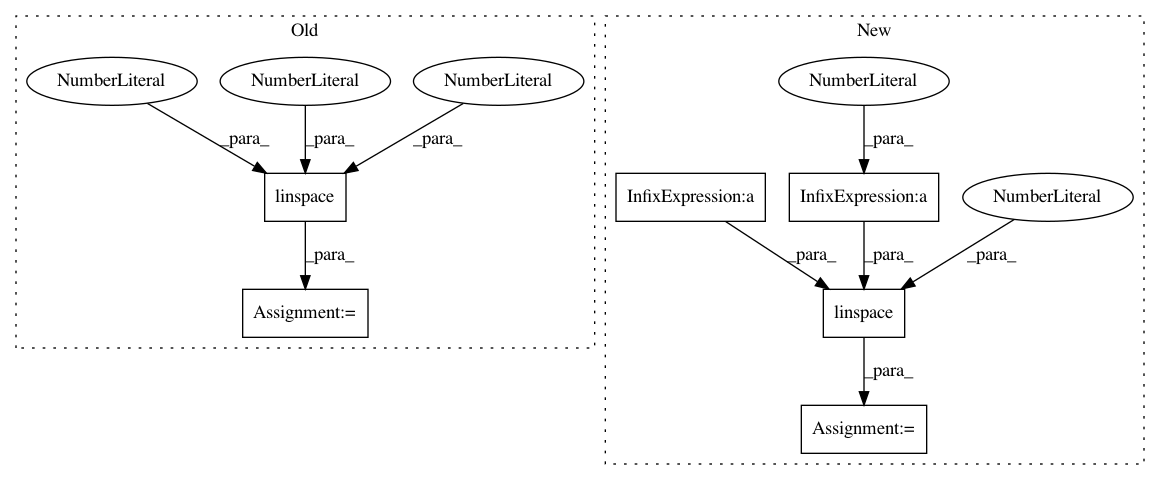 Old
New
NumberLiteral NumberLiteral NumberLiteral
NumberLiteral
_para_ _para_ _para_
_para_
linspace
InfixExpression:a InfixExpression:a NumberLiteral
_para_
_para_ _para_ _para_
Assignment:=
linspace
_para_
Assignment:=